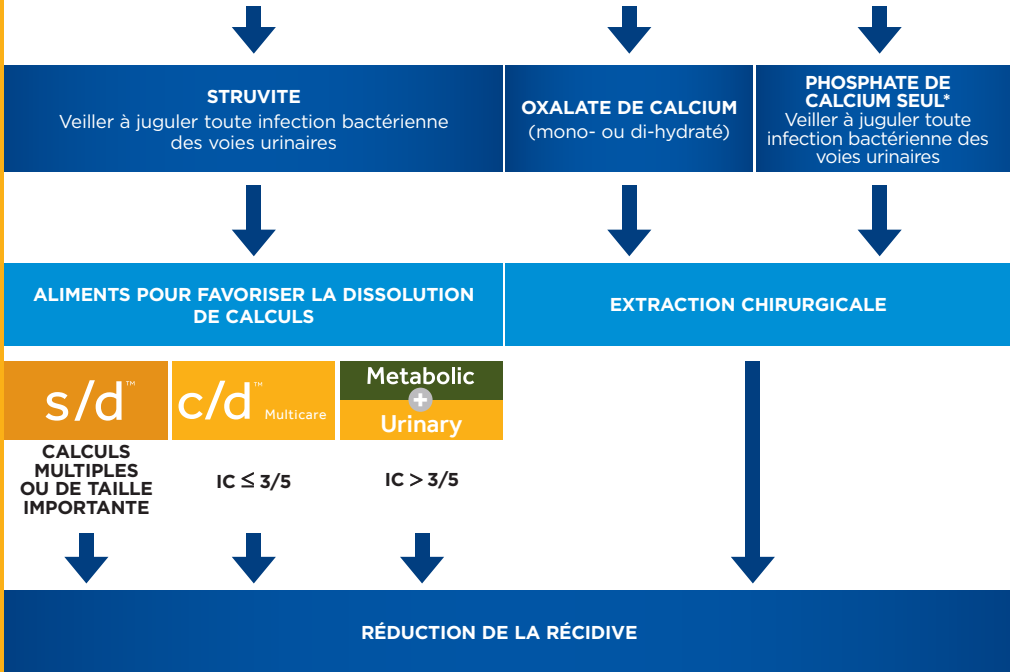 STRUVITE
Veiller à juguler toute infection bactérienne
des voies urinaires
OXALATE DE CALCIUM
(mono- ou di-hydraté)
PHOSPHATE DE
CALCIUM SEUL*
Veiller à juguler toute
infection bactérienne des
voies urinaires
ALIMENTS POUR FAVORISER LA DISSOLUTION
DE CALCULS
EXTRACTION CHIRURGICALE
s/d™
CALCULS
MULTIPLES
OU DE TAILLE
IMPORTANTE
c/d™ Multicare
IC ≤ 3/5
Metabolic
+
Urinary
IC > 3/5
RÉDUCTION DE LA RÉCIDIVE